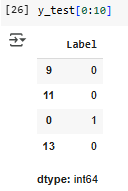 [26] y_test[0:10]
Label
9 0
11 0
0 1
13 0
dtype: int64